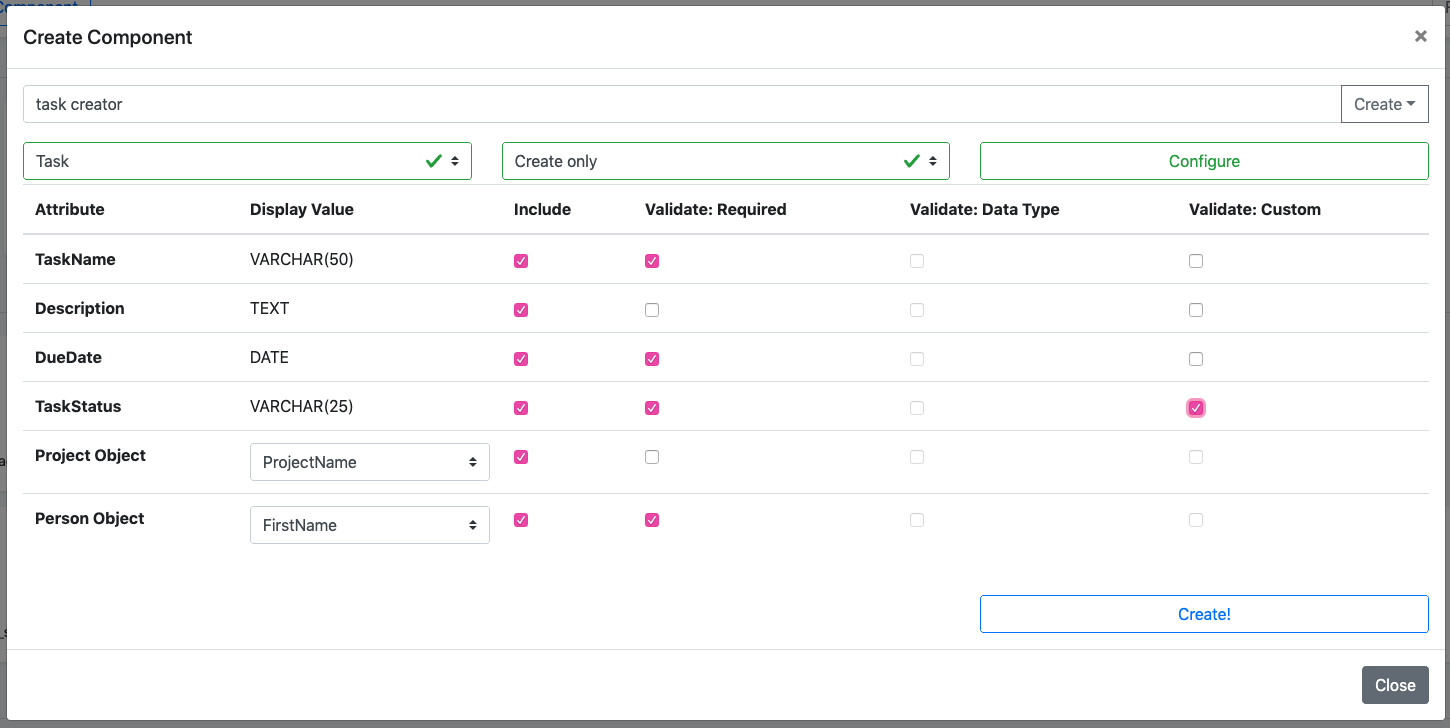 Component
Create Component
×
task creator
Create
Task
Create only
Configure
Attribute Display Value Include Validate: Required Validate: Data Type Validate: Custom
TaskName VARCHAR(50)
Description TEXT
DueDate DATE
TaskStatus VARCHAR(25)
Project Object ProjectName
Person Object FirstName
Create!
Close